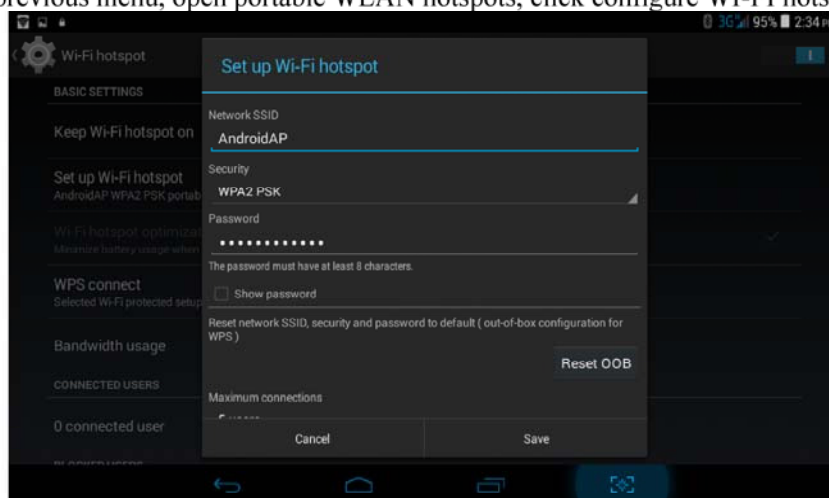 previous menu, open portable WLAN hotspots, click configure WI-FI hots
3G 95% 2:34 P
Wi-Fi hotspot
Set up Wi-Fi hotspot
BASIC SETTINGS
Network SSID
Keep Wi-Fi hotspot on
AndroidAP
Security
Set up Wi-Fi hotspot
WPA2 PSK
AndroidAP WPA2 PSK portab
Password
Wi-Fi hotspot optimizat
••••••••••••
Minimize battery usage when
The password must have at least 8 characters.
WPS connect
Show password
Selected Wi-Fi protected setup
Reset network SSID, security and password to default ( out-of-box configuration for
WPS )
Bandwidth usage
Reset OOB
CONNECTED USERS
Maximum connections
0 connected user
Cancel Save